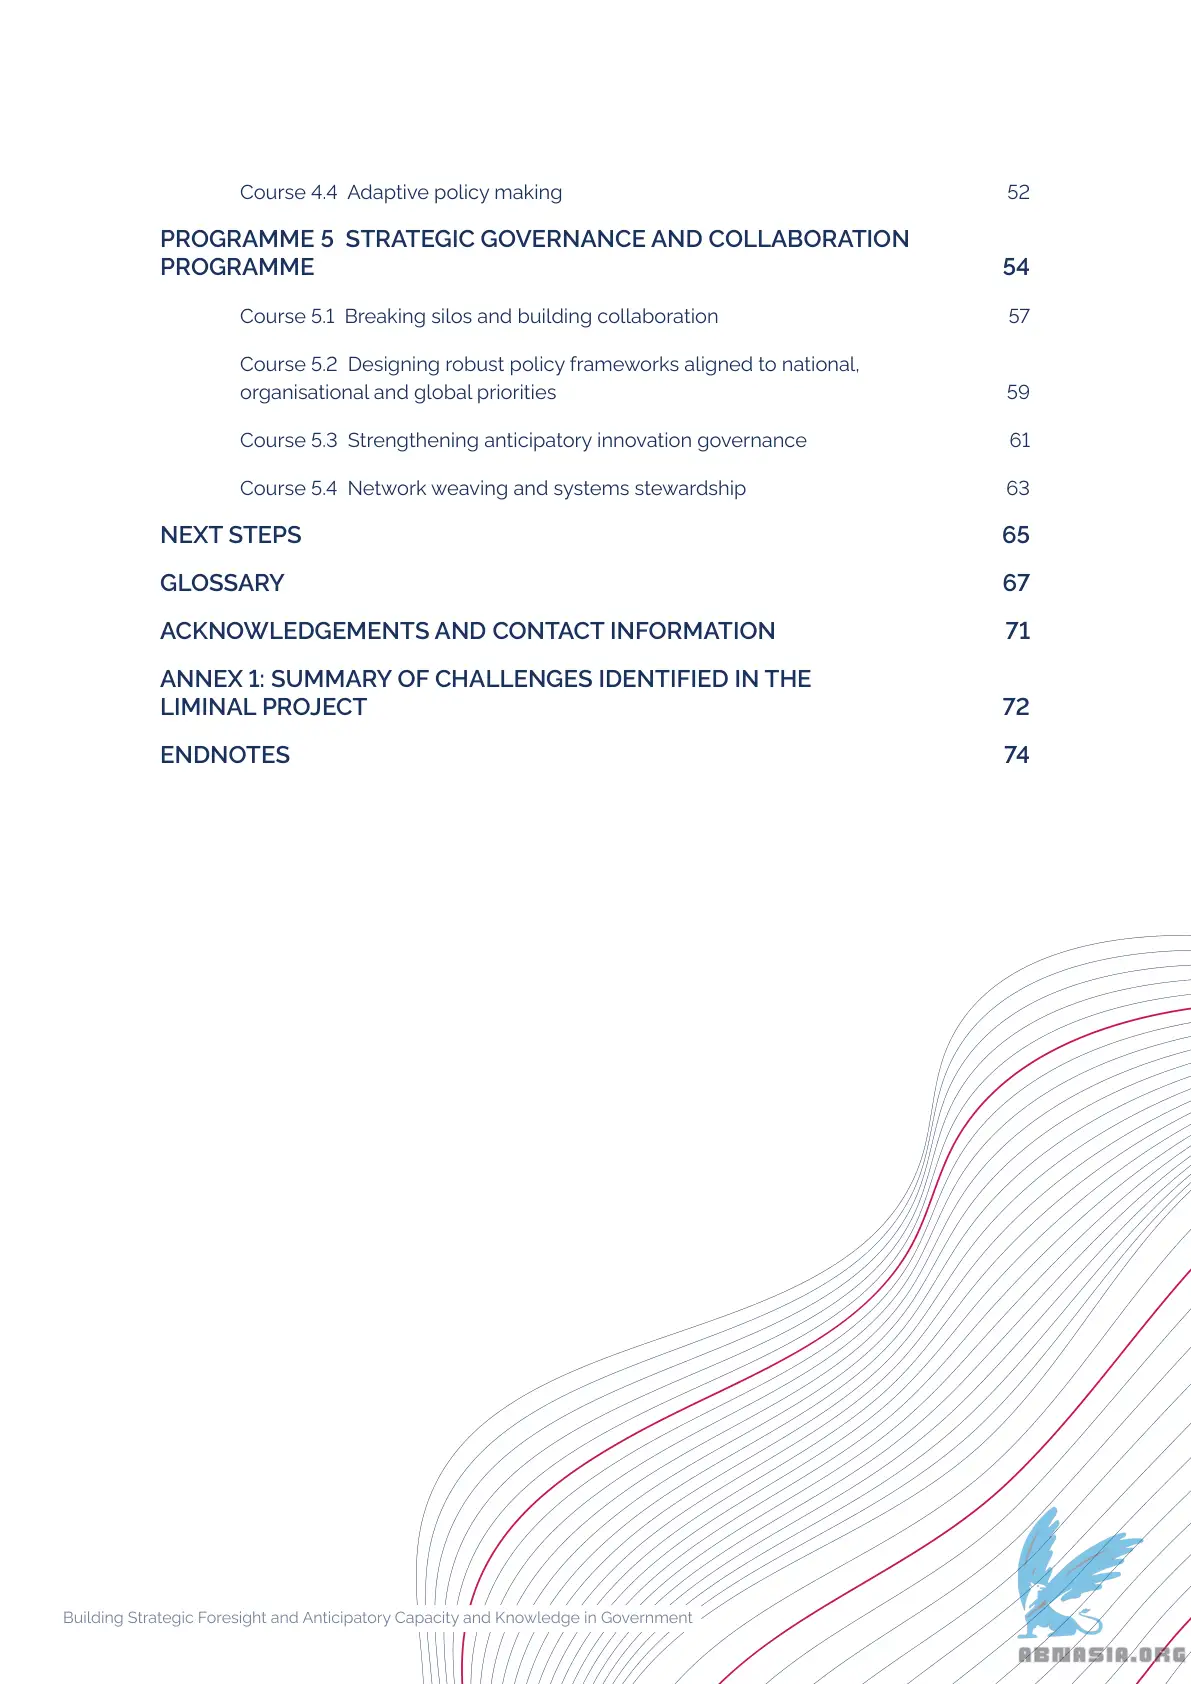 Course 4.4 Adaptive policy making 52
PROGRAMME 5 STRATEGIC GOVERNANCE AND COLLABORATION
PROGRAMME 54
Course 5.1 Breaking silos and building collaboration 57
Course 5.2 Designing robust policy frameworks aligned to national,
organisational and global priorities 59
Course 5.3 Strengthening anticipatory innovation governance 61
Course 5.4 Network weaving and systems stewardship 63
NEXT STEPS 65
GLOSSARY 67
ACKNOWLEDGEMENTS AND CONTACT INFORMATION 71
ANNEX 1: SUMMARY OF CHALLENGES IDENTIFIED IN THE
LIMINAL PROJECT 72
ENDNOTES 74
Building Strategic Foresight and Anticipatory Capacity and Knowledge in Government
ABNASIA.ORG